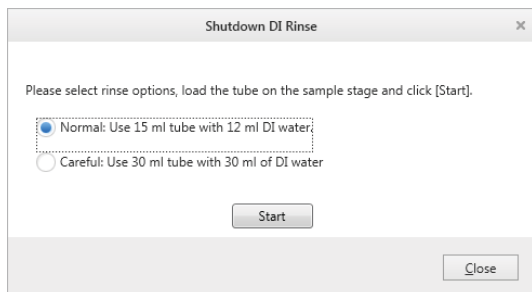 Shutdown DI Rinse
Please select rinse options, load the tube on the sample stage and click [Start].
Normal: Use 15 ml tube with 12 ml DI water.
Careful: Use 30 ml tube with 30 ml of DI water
Start
Close